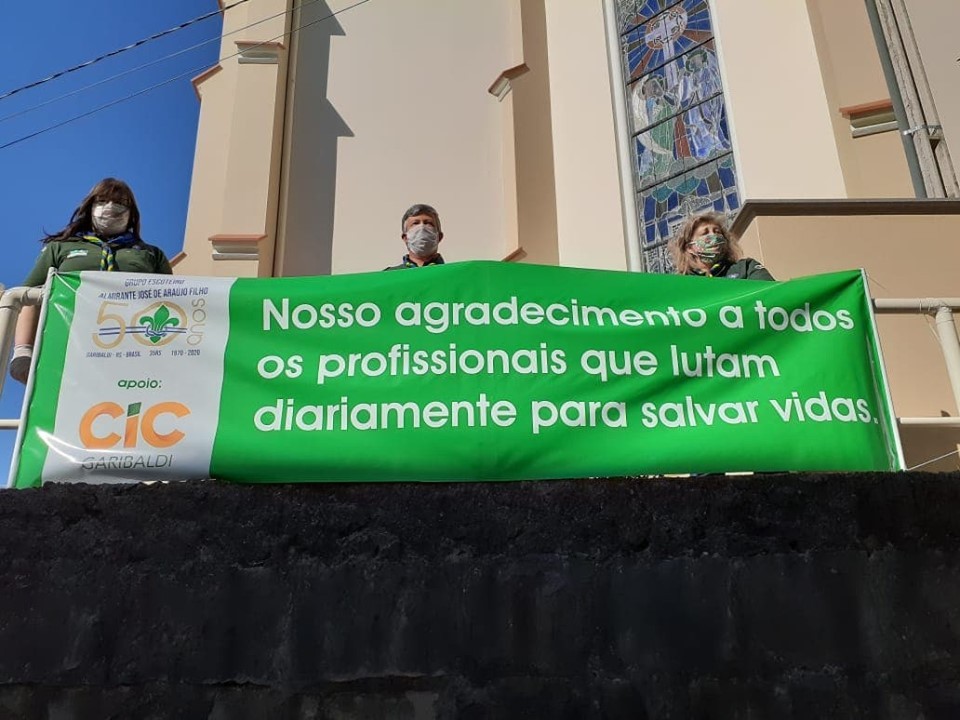 GRUPO ESCOTEIRO
ALMIRANTE JOSÉ DE ARAÚJO FILHO
50 anos
GARIBALDI - RS - BRASIL 1970 - 2020
apoio:
CIC
GARIBALDI
Nosso agradecimento a todos
os profissionais que lutam
diariamente para salvar vidas.